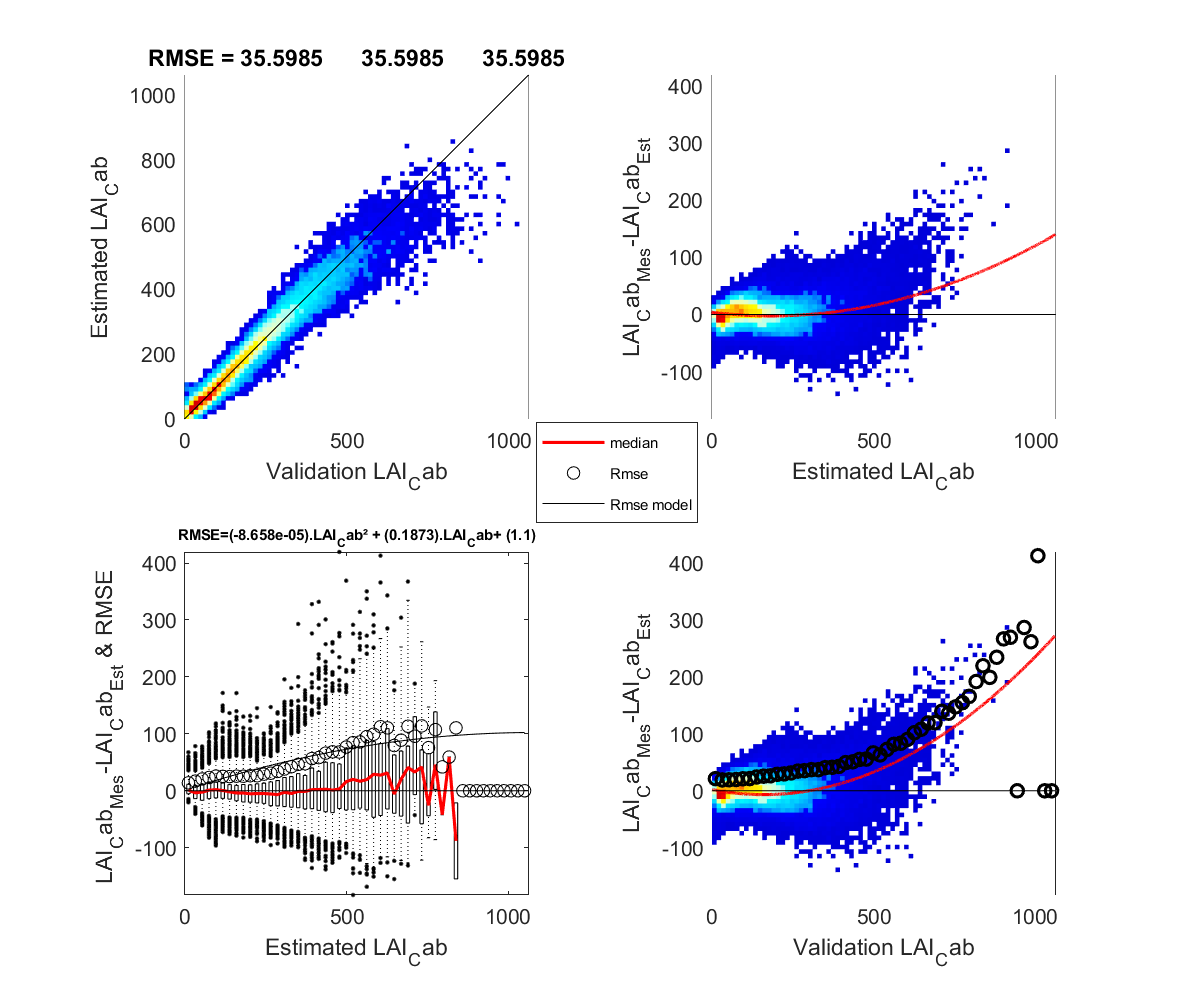 RMSE = 35.5985 35.5985 35.5985
1000
800
600
400
200
0
0 500 1000
Estimated LAI_Cab
Validation LAI_Cab
400
300
200
100
0
-100
0 500 1000
LAI_Cab_Mes-LAI_Cab_Est
Estimated LAI_Cab
median
Rmse
Rmse model
RMSE=(-8.658e-05).LAI_Cab² + (0.1873).LAI_Cab+ (1.1)
400
300
200
100
0
-100
0 500 1000
LAI_Cab_Mes-LAI_Cab_Est & RMSE
Estimated LAI_Cab
400
300
200
100
0
-100
0 500 1000
LAI_Cab_Mes-LAI_Cab_Est
Validation LAI_Cab